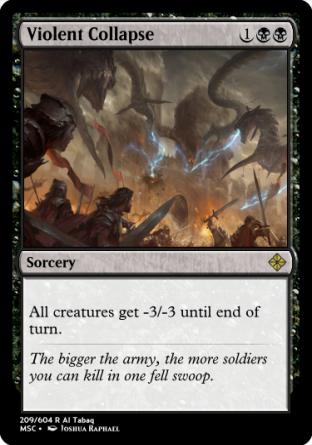 Violent Collapse 1
Sorcery
All creatures get -3/-3 until end of
turn.
The bigger the army, the more soldiers
you can kill in one fell swoop.
209/604 R Al Tabaq
MSC • Joshua Raphael